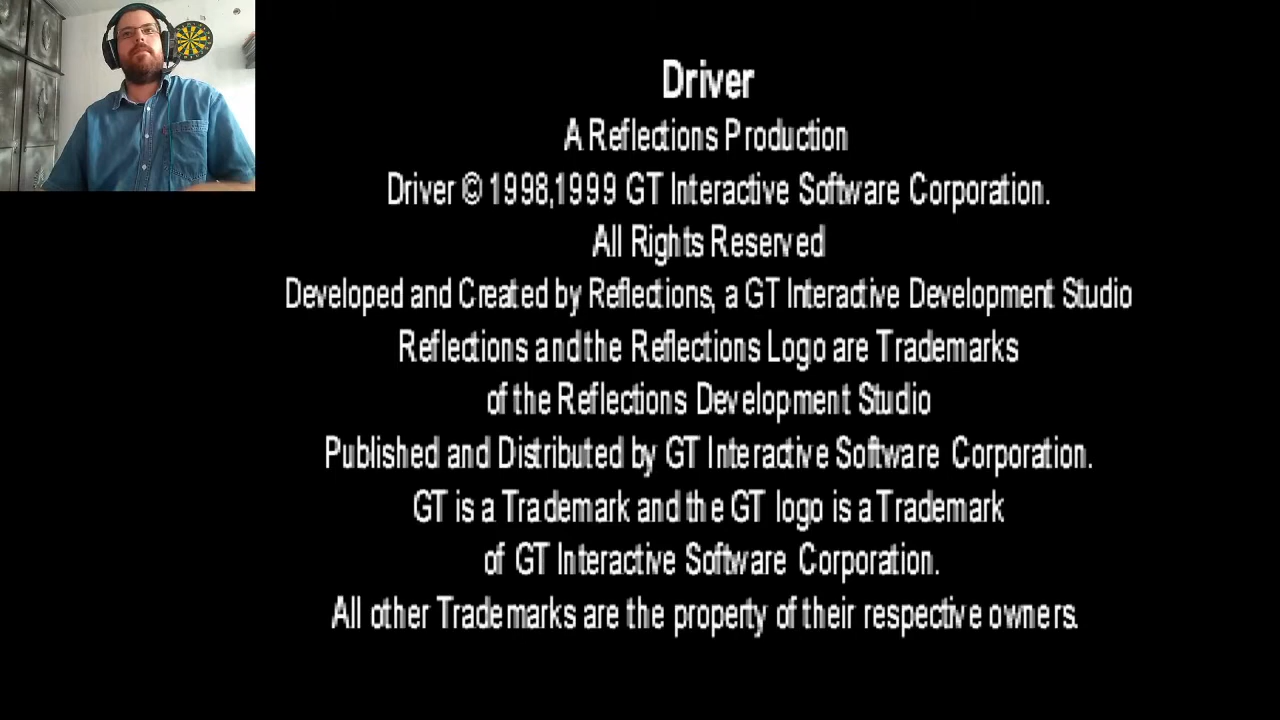 Driver
A Reflections Production
Driver © 1998,1999 GT Interactive Software Corporation.
All Rights Reserved
Developed and Created by Reflections, a GT Interactive Development Studio
Reflections and the Reflections Logo are Trademarks
of the Reflections Development Studio
Published and Distributed by GT Interactive Software Corporation.
GT is a Trademark and the GT logo is a Trademark
of GT Interactive Software Corporation.
All other Trademarks are the property of their respective owners.